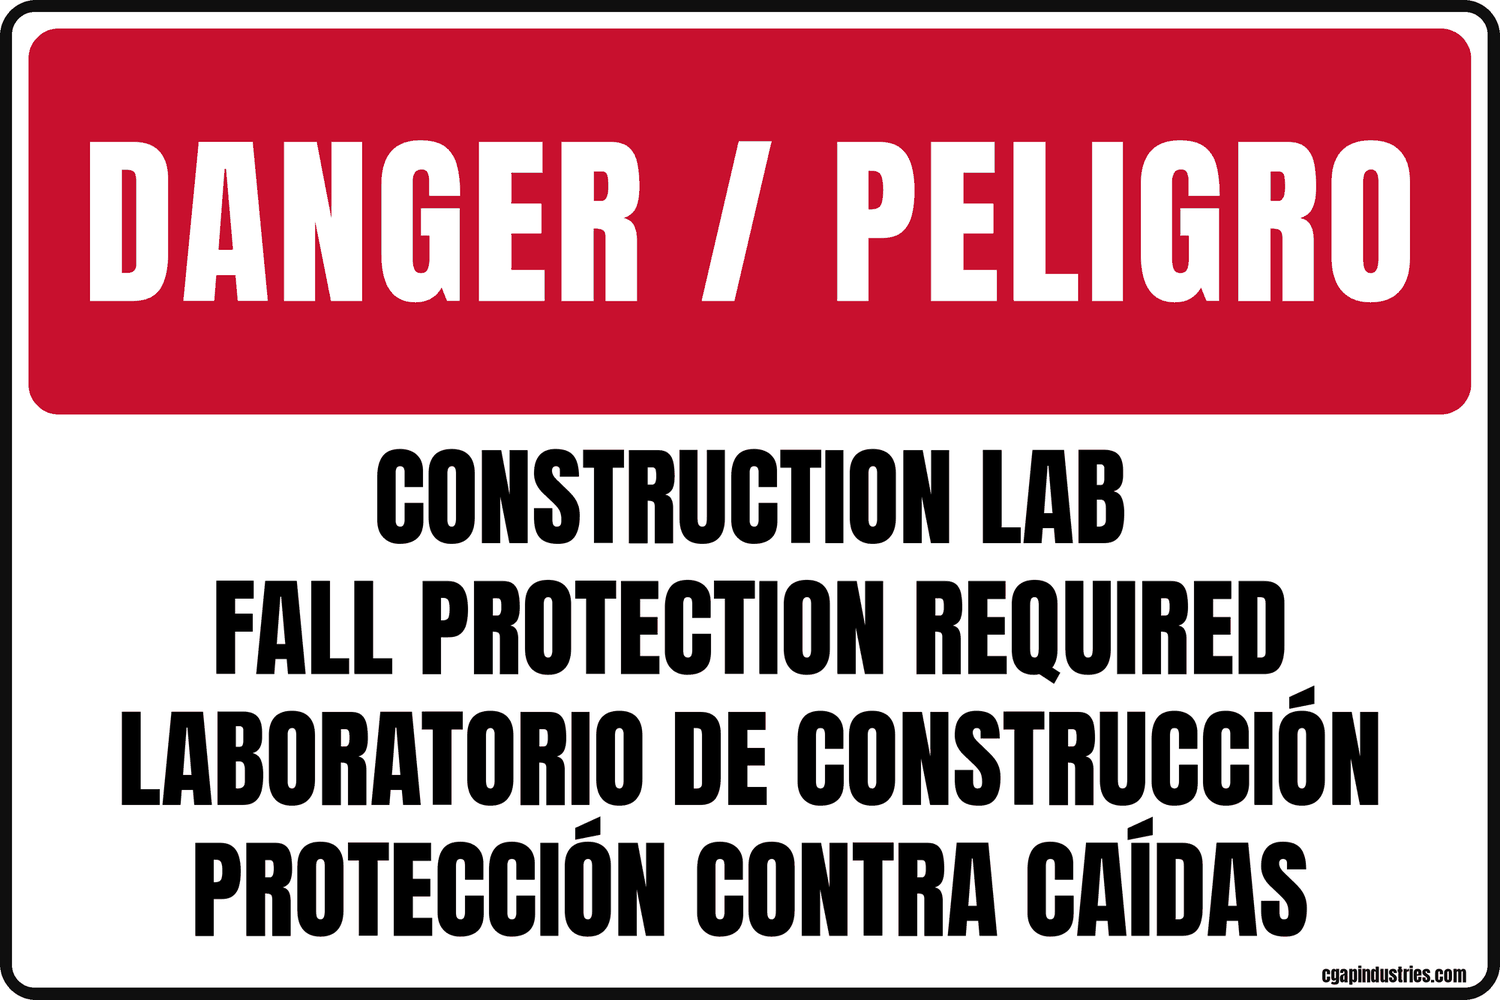 DANGER / PELIGRO
CONSTRUCTION LAB
FALL PROTECTION REQUIRED
LABORATORIO DE CONSTRUCCIÓN
PROTECCIÓN CONTRA CAÍDAS
cgapindustries.com